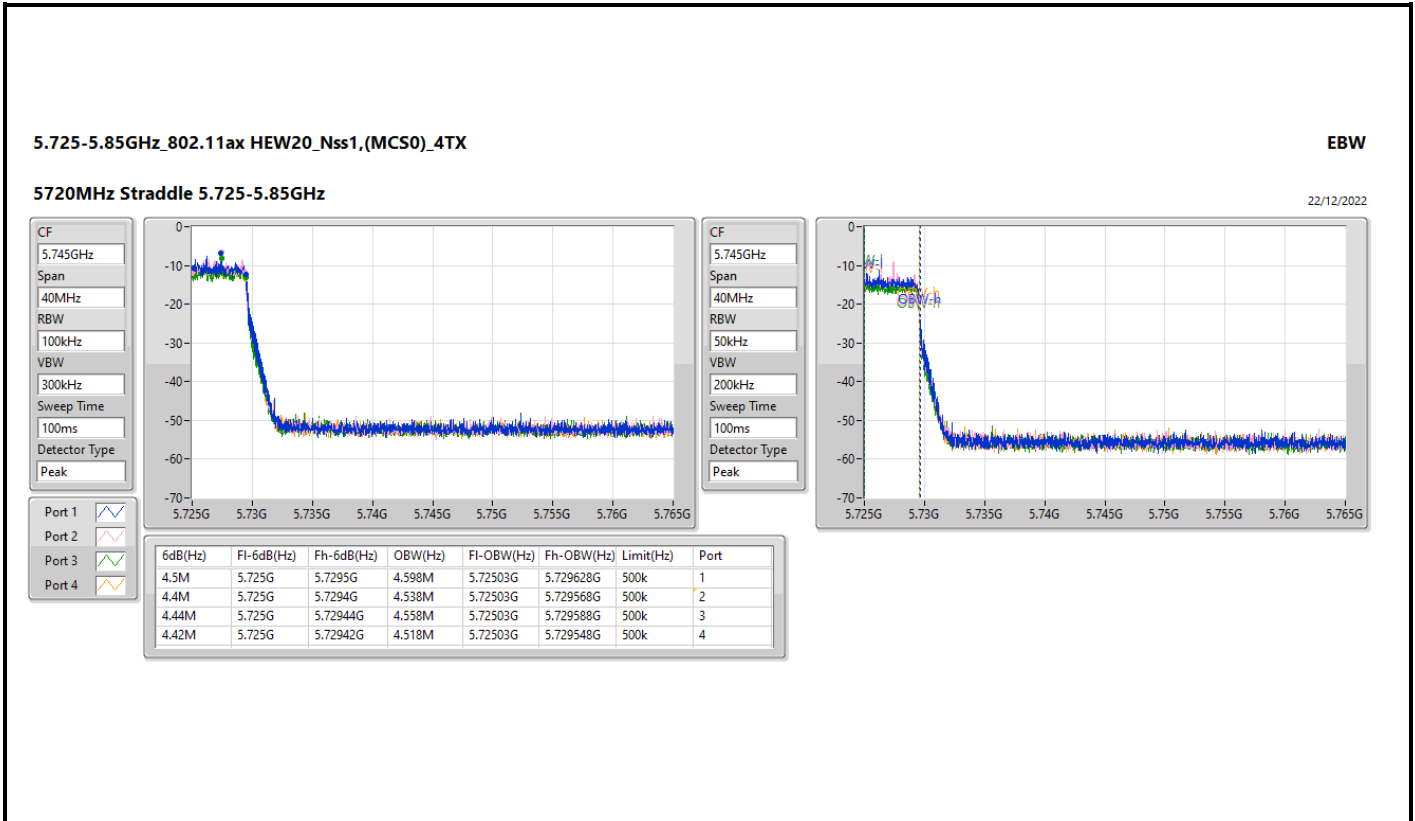 5.725-5.85GHz_802.11ax HEW20_Nss1,(MCS0)_4TX
EBW
5720MHz Straddle 5.725-5.85GHz
22/12/2022
CF
5.745GHz
Span
40MHz
RBW
100kHz
VBW
300kHz
Sweep Time
100ms
Detector Type
Peak
Port 1
Port 2
Port 3
Port 4
0
-10
-20
-30
-40
-50
-60
-70
5.725G 5.73G 5.735G 5.74G 5.745G 5.75G 5.755G 5.76G 5.765G
CF
5.745GHz
Span
40MHz
RBW
50kHz
VBW
200kHz
Sweep Time
100ms
Detector Type
Peak
0
-10
-20
-30
-40
-50
-60
-70
OBW-h
5.725G 5.73G 5.735G 5.74G 5.745G 5.75G 5.755G 5.76G 5.765G
6dB(Hz) Fl-6dB(Hz) Fh-6dB(Hz) OBW(Hz) Fl-OBW(Hz) Fh-OBW(Hz) Limit(Hz) Port
4.5M 5.725G 5.7295G 4.598M 5.72503G 5.729628G 500k 1
4.4M 5.725G 5.7294G 4.538M 5.72503G 5.729568G 500k 2
4.44M 5.725G 5.72944G 4.558M 5.72503G 5.729588G 500k 3
4.42M 5.725G 5.72942G 4.518M 5.72503G 5.729548G 500k 4